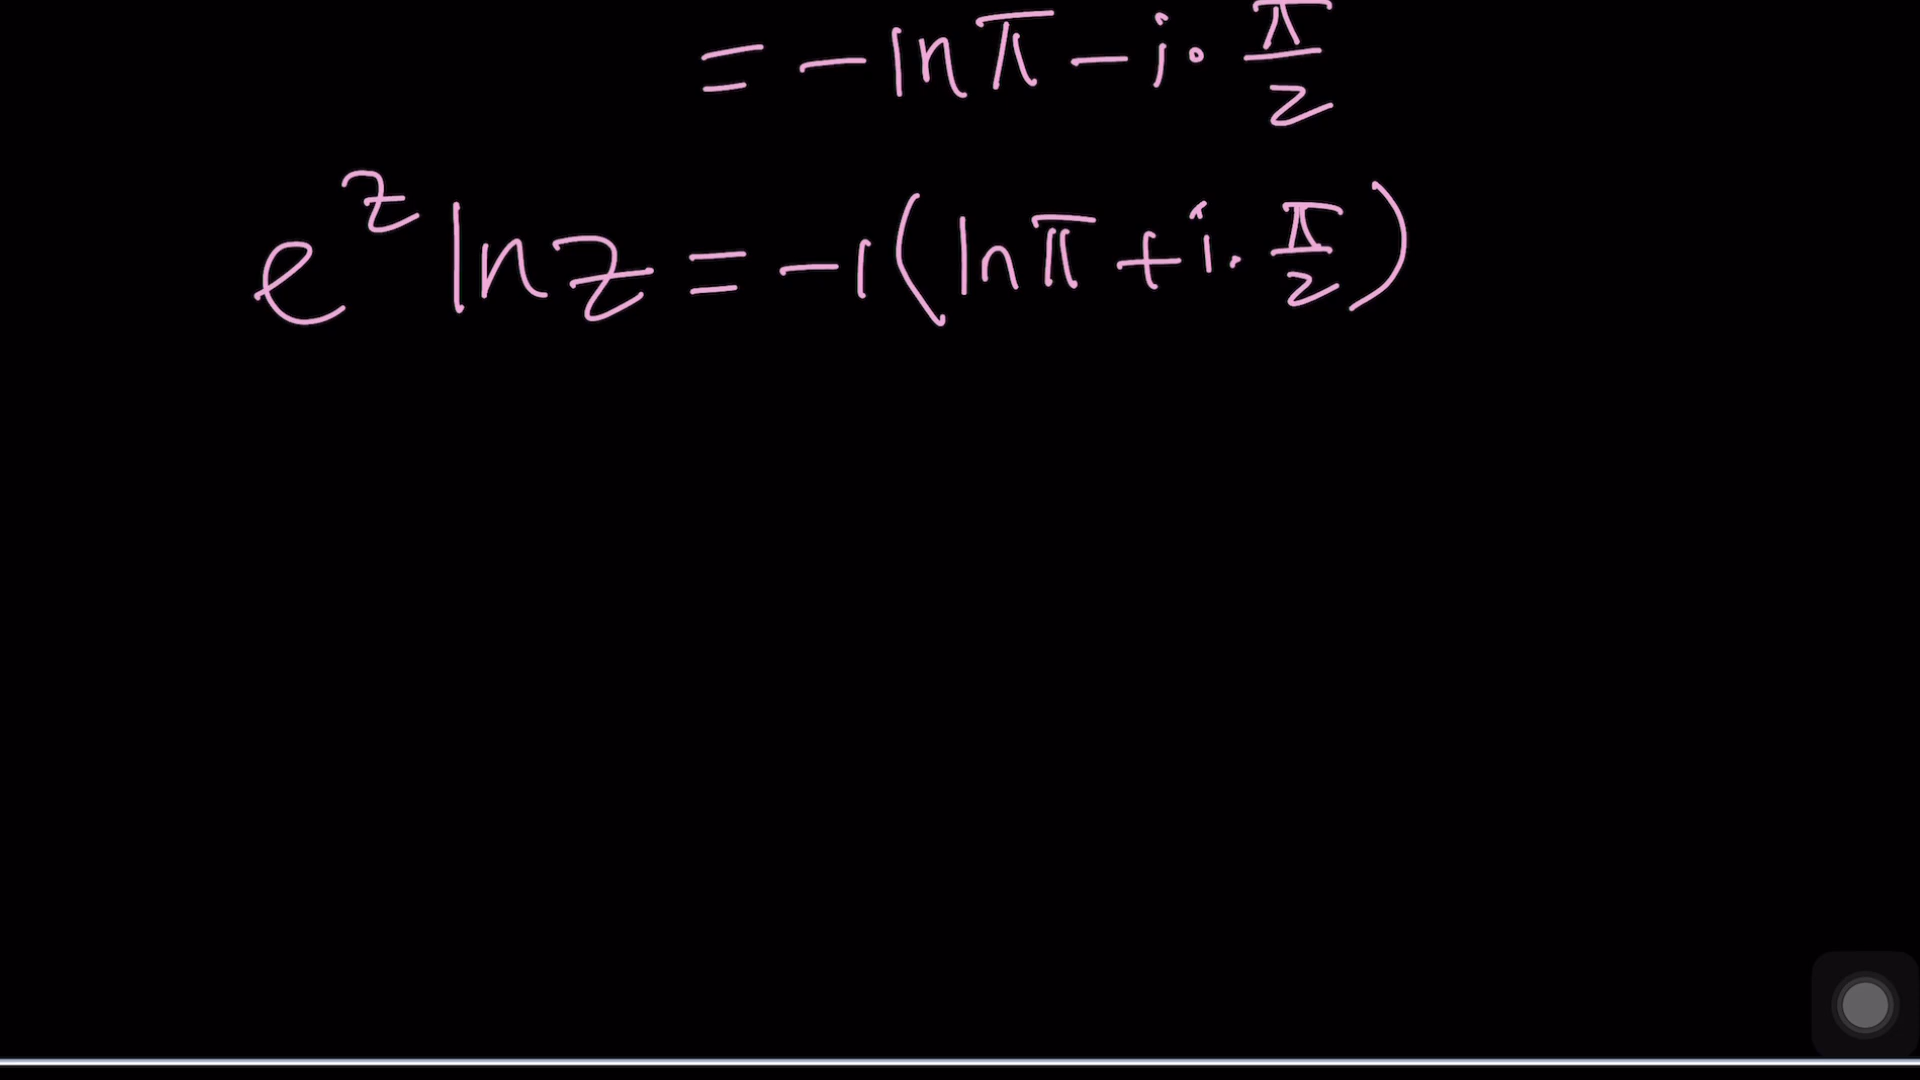 = -ln π - i · π/2
e^z ln z = -1(ln π + i · π/2)